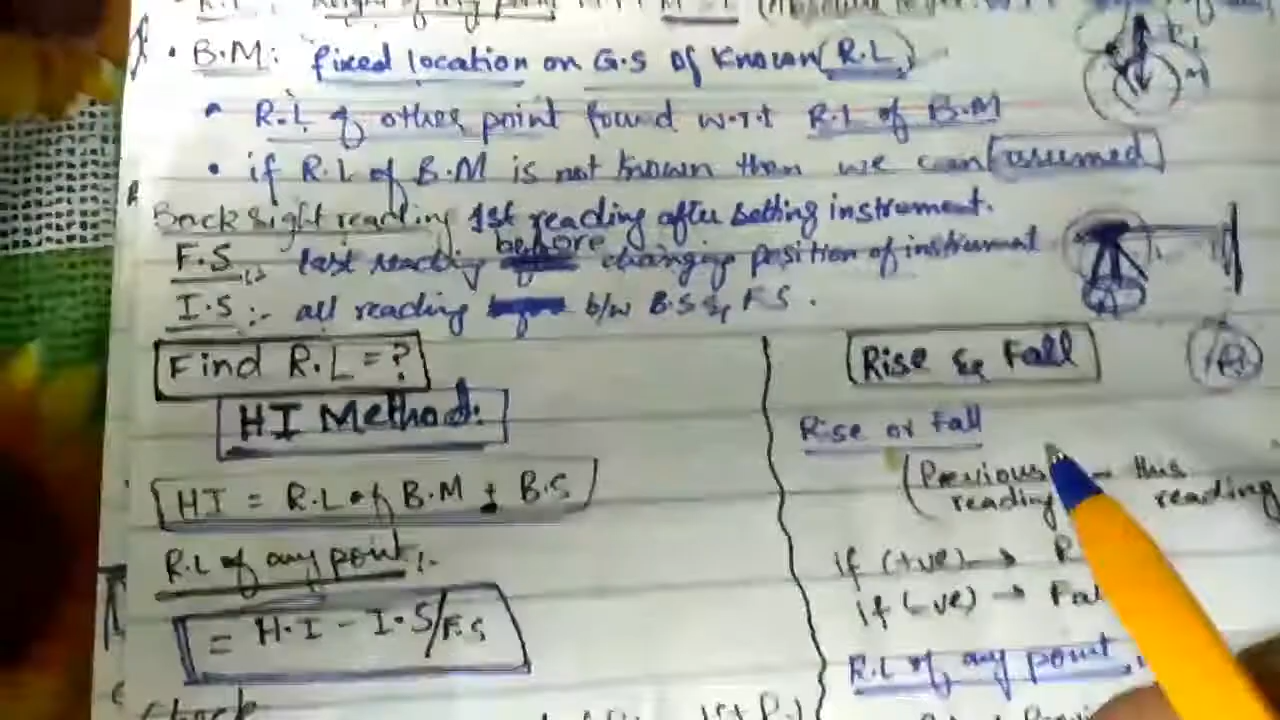 • B.M: fixed location on G.S of known (R.L)
• R.L of other point found w.r.t R.L of B.M
• if R.L of B.M is not known then we can assumed
Back Sight reading 1st reading after setting instrument.
F.S :- last reading before changing position of instrument
I.S :- all reading b/w B.S & FS.
Find R.L = ?
HI Method:
HI = R.L of B.M ± B.S
R.L of any point :-
= H.I - I.S/F.S
Check
Rise & Fall
Rise or Fall
(Previous reading - this reading
if (+ve) → R
if (-ve) → Fal
R.L of any point